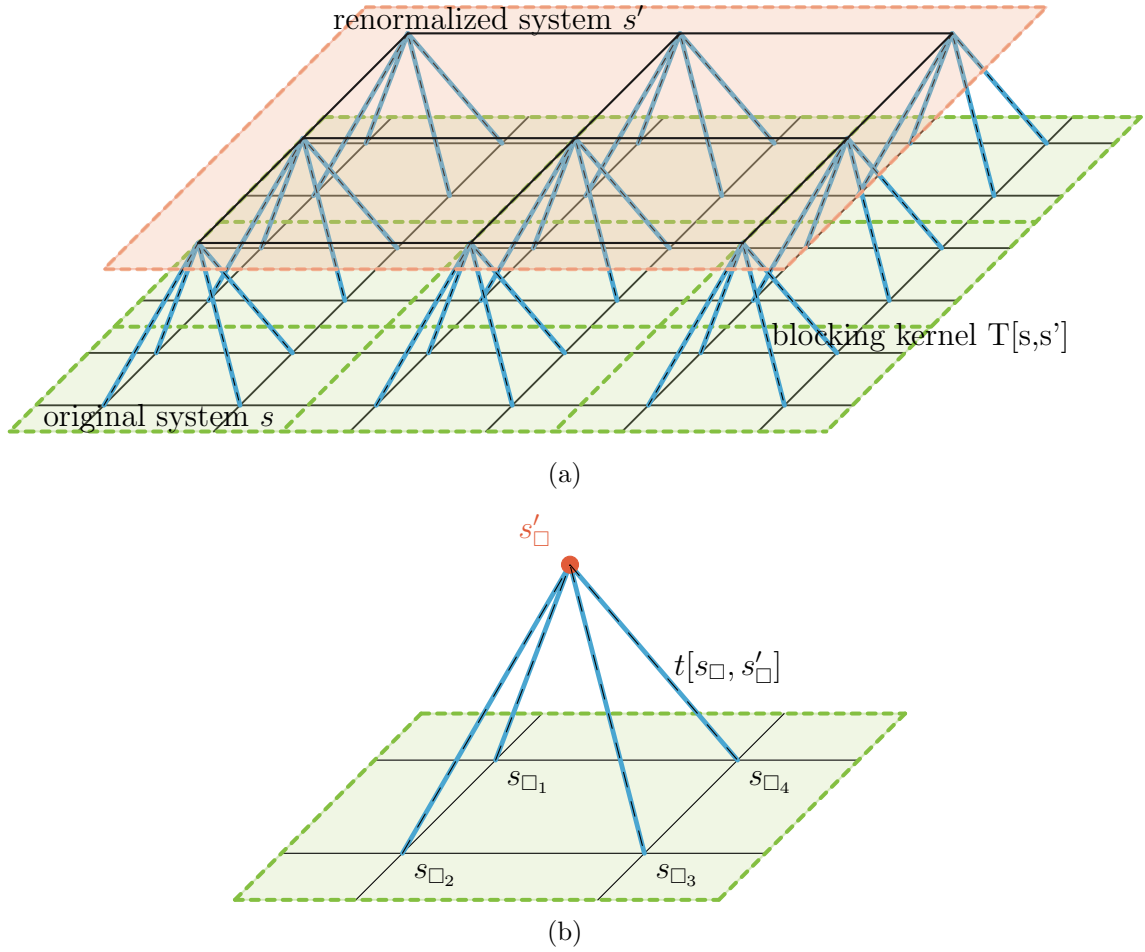 renormalized system s′
blocking kernel T[s,s’]
original system s
(a)
s′□
t[s□, s′□]
s□1
s□4
s□2
s□3
(b)